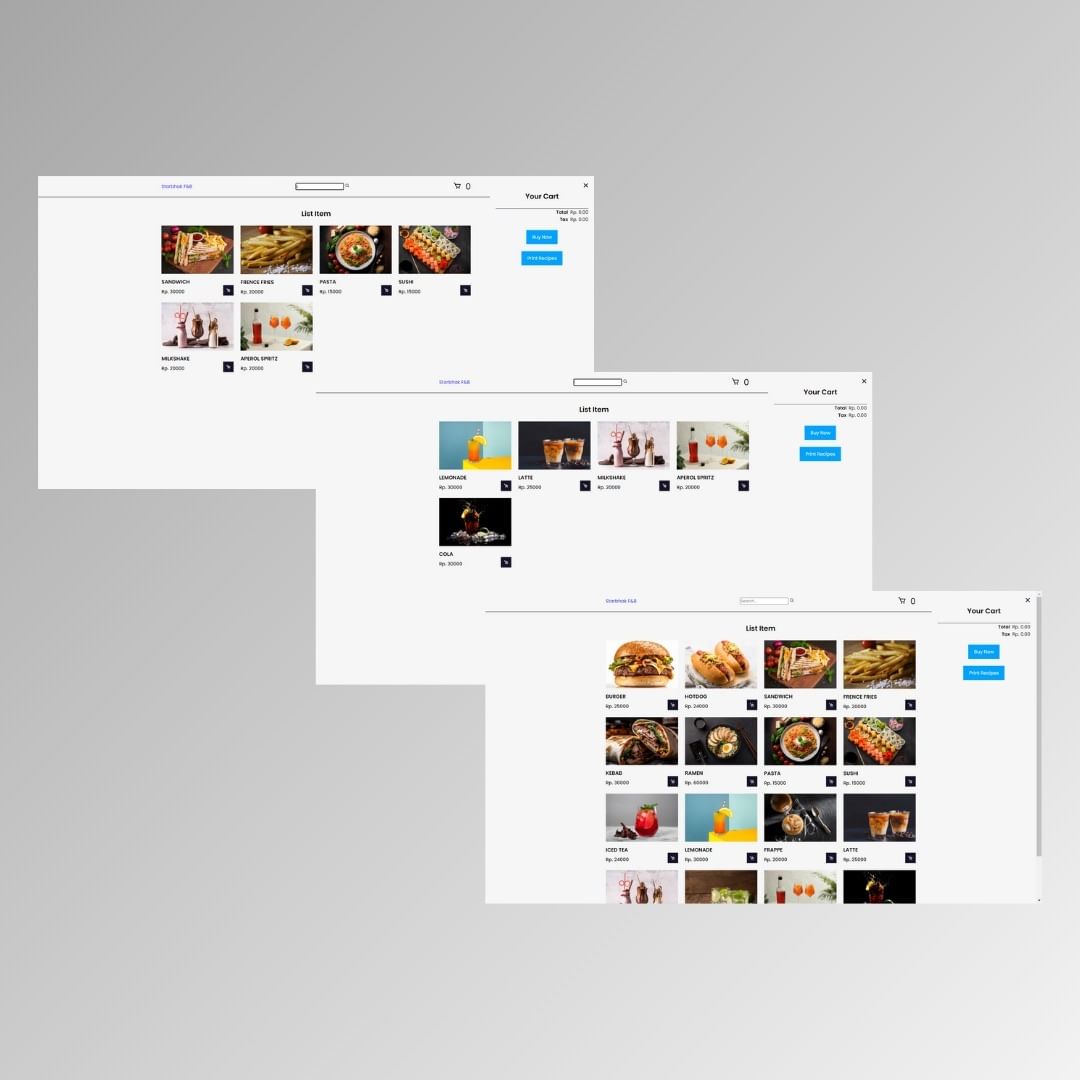 Starbhak F&B
0
Your Cart
Total Rp. 0.00
Tax Rp. 0.00
Buy Now
Print Recipes
List Item
SANDWICH
Rp. 30000
FRENCE FRIES
Rp. 20000
PASTA
Rp. 15000
SUSHI
Rp. 15000
MILKSHAKE
Rp. 20000
APEROL SPRITZ
Rp. 20000
Starbhak F&B
0
Your Cart
Total Rp. 0.00
Tax Rp. 0.00
Buy Now
Print Recipes
List Item
LEMONADE
Rp. 30000
LATTE
Rp. 25000
MILKSHAKE
Rp. 20000
APEROL SPRITZ
Rp. 20000
COLA
Rp. 30000
Starbhak F&B
Search...
0
Your Cart
Total Rp. 0.00
Tax Rp. 0.00
Buy Now
Print Recipes
List Item
BURGER
Rp. 25000
HOTDOG
Rp. 24000
SANDWICH
Rp. 30000
FRENCE FRIES
Rp. 20000
KEBAB
Rp. 30000
RAMEN
Rp. 60000
PASTA
Rp. 15000
SUSHI
Rp. 15000
ICED TEA
Rp. 24000
LEMONADE
Rp. 30000
FRAPPE
Rp. 20000
LATTE
Rp. 25000